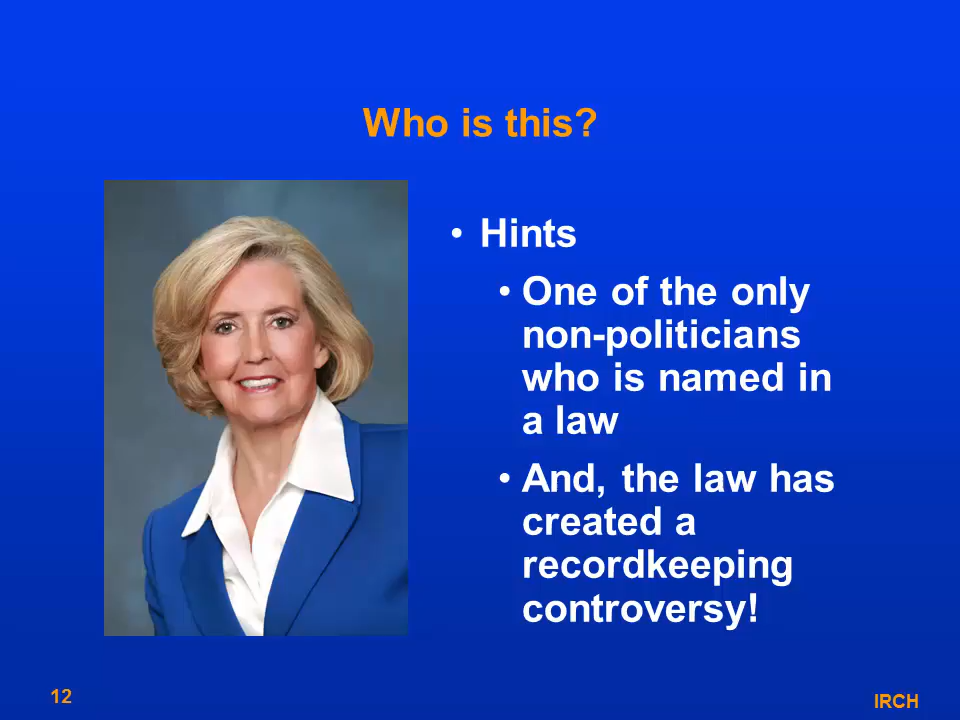 Who is this?
• Hints
• One of the only
non-politicians
who is named in
a law
• And, the law has
created a
recordkeeping
controversy!
12
IRCH